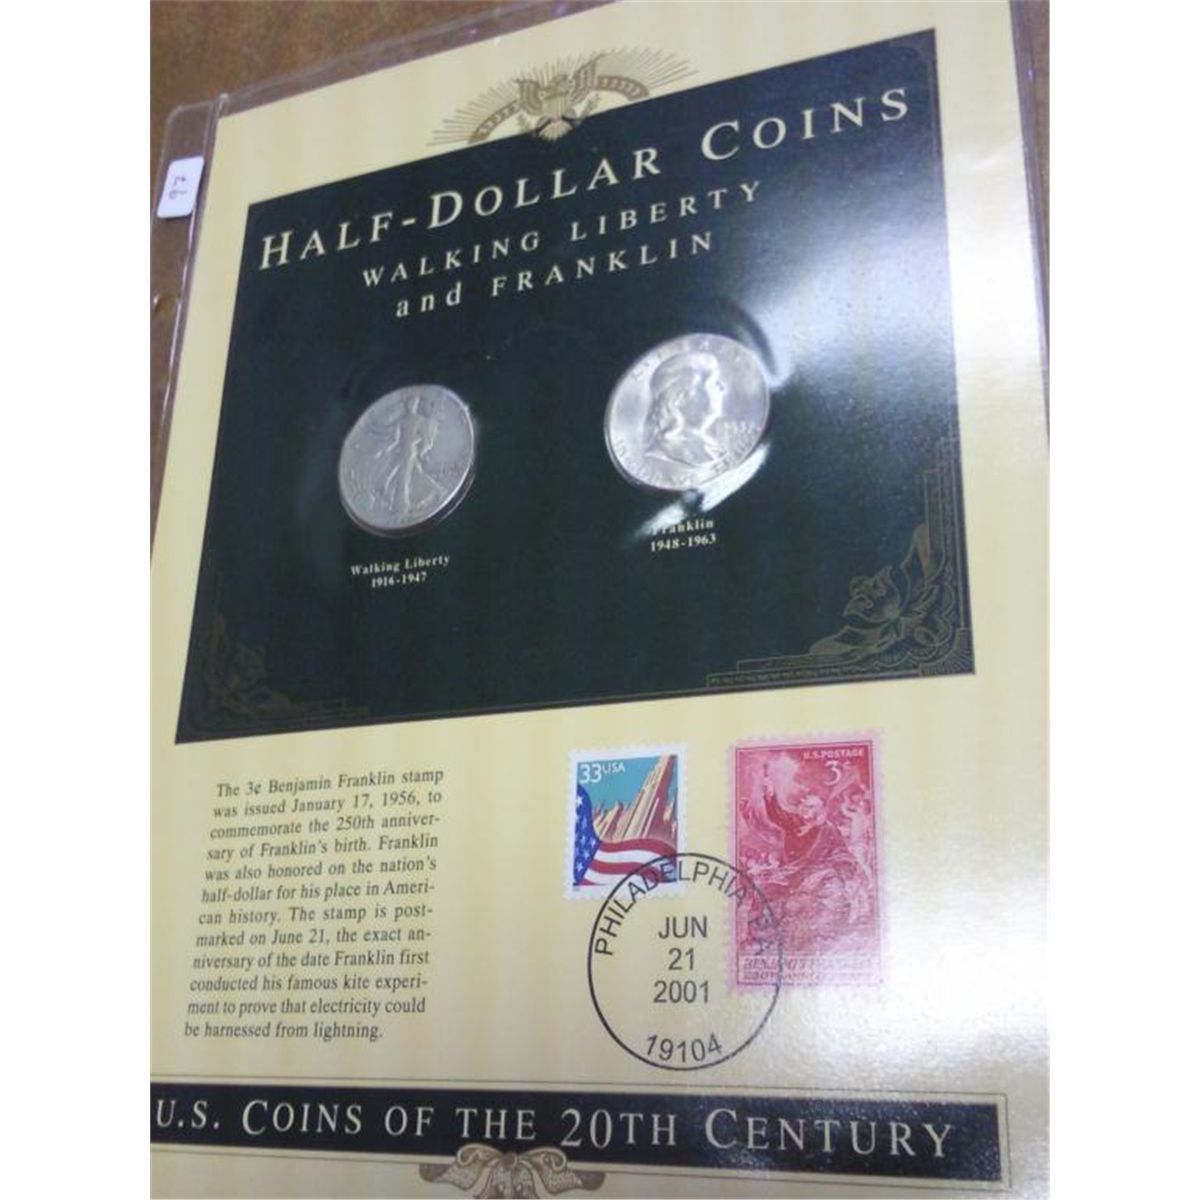 97
HALF-DOLLAR COINS
WALKING LIBERTY
and FRANKLIN
Walking Liberty
1916-1947
Franklin
1948-1963
The 3¢ Benjamin Franklin stamp
was issued January 17, 1956, to
commemorate the 250th anniver-
sary of Franklin's birth. Franklin
was also honored on the nation's
half-dollar for his place in Ameri-
can history. The stamp is post-
marked on June 21, the exact an-
niversary of the date Franklin first
conducted his famous kite experi-
ment to prove that electricity could
be harnessed from lightning.
33USA
U.S. POSTAGE
3¢
PHILADELPHIA PA
JUN
21
2001
19104
U.S. COINS OF THE 20TH CENTURY